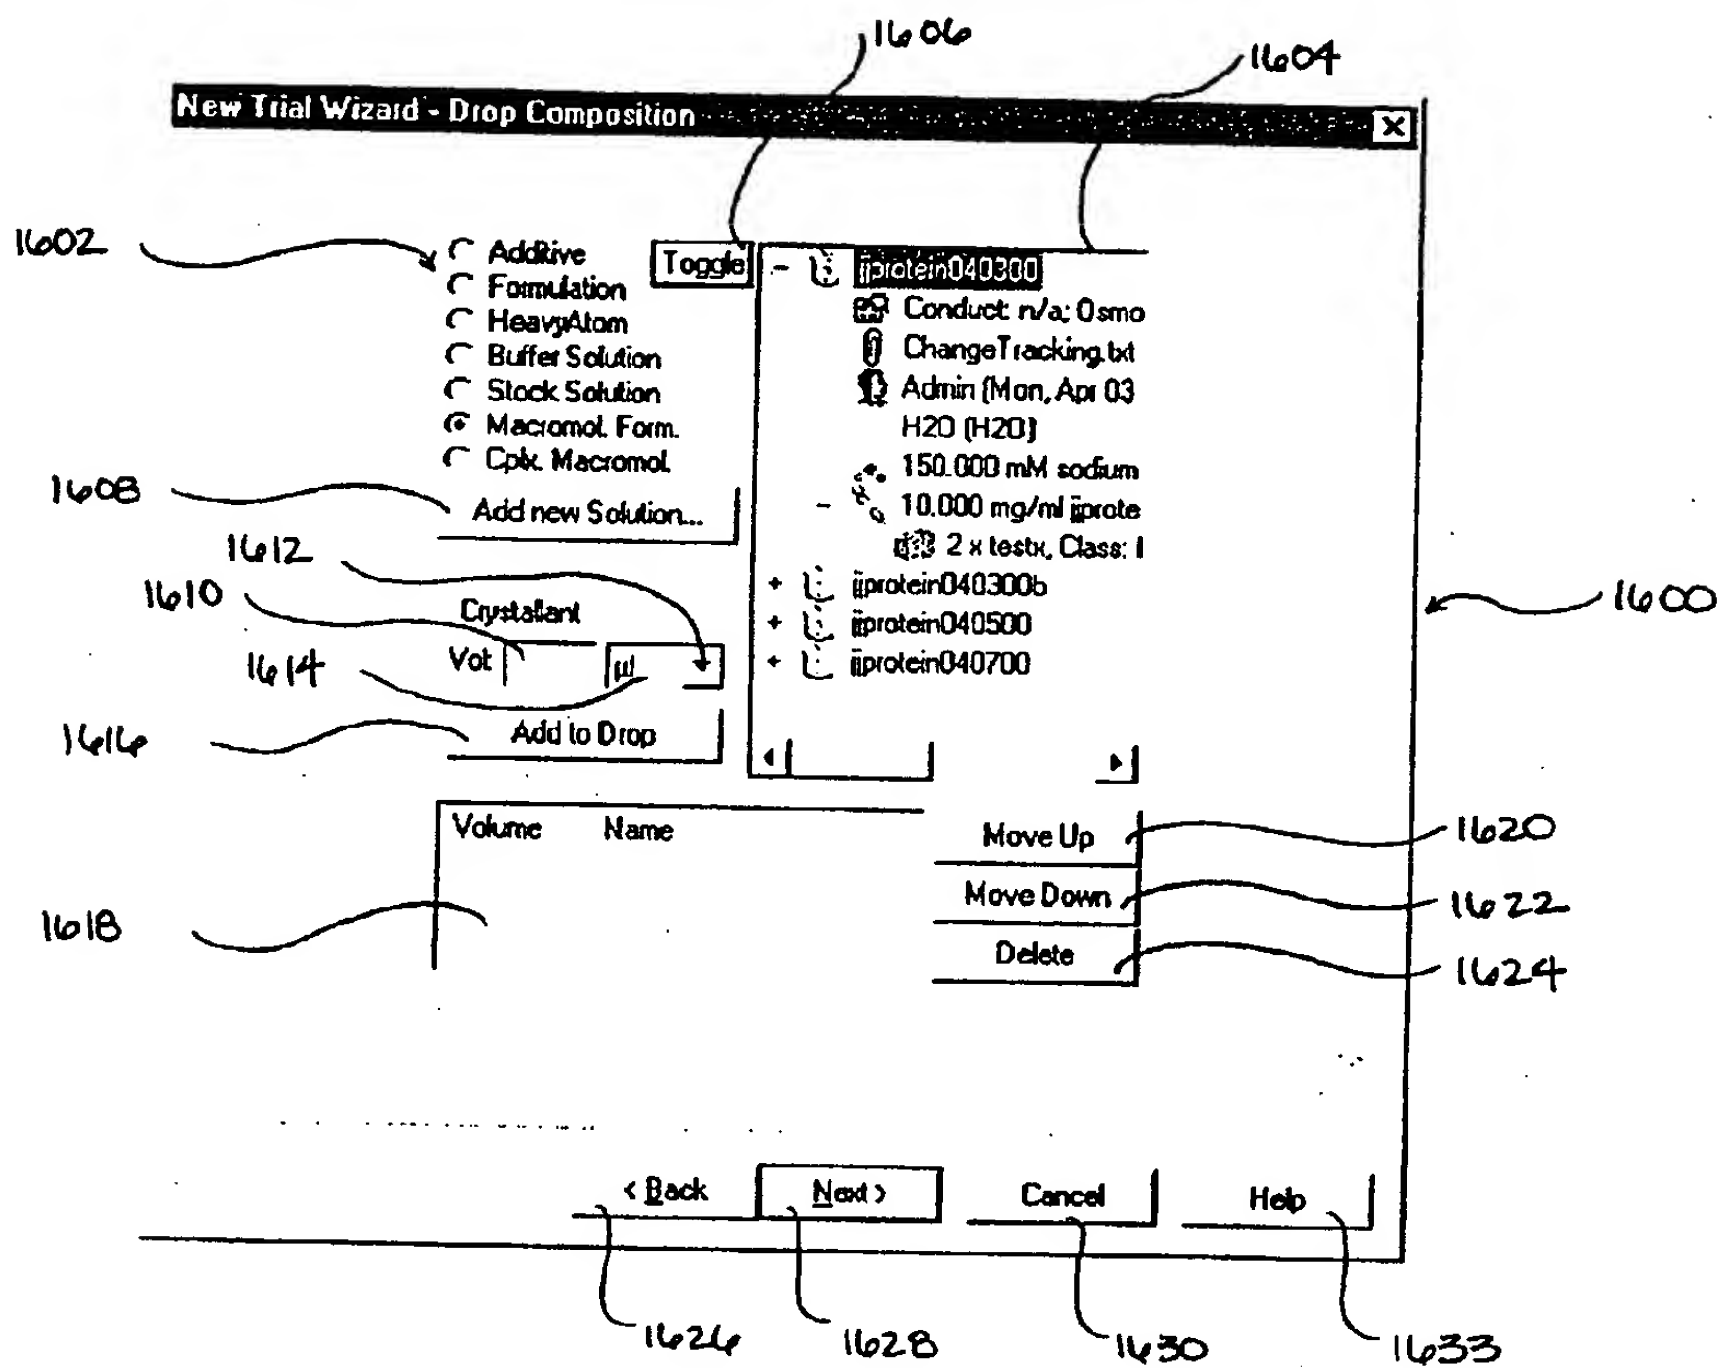 1606
1604
New Trial Wizard - Drop Composition
1602
Additive
Formulation
HeavyAtom
Buffer Solution
Stock Solution
Macromol. Form.
Cplx. Macromol.
Toggle
- jjprotein040300
Conduct: n/a; Osmo
ChangeTracking.txt
Admin (Mon, Apr 03
H2O (H2O)
150.000 mM sodium
- 10.000 mg/ml jjprote
2 x testx, Class: I
+ jjprotein040300b
+ jjprotein040500
+ jjprotein040700
1608
Add new Solution...
1612
1610
Crystallant
1600
Vol: µl
1614
1616
Add to Drop
Volume Name
Move Up
1620
Move Down
1622
1618
Delete
1624
< Back
Next >
Cancel
Help
1626
1628
1630
1633